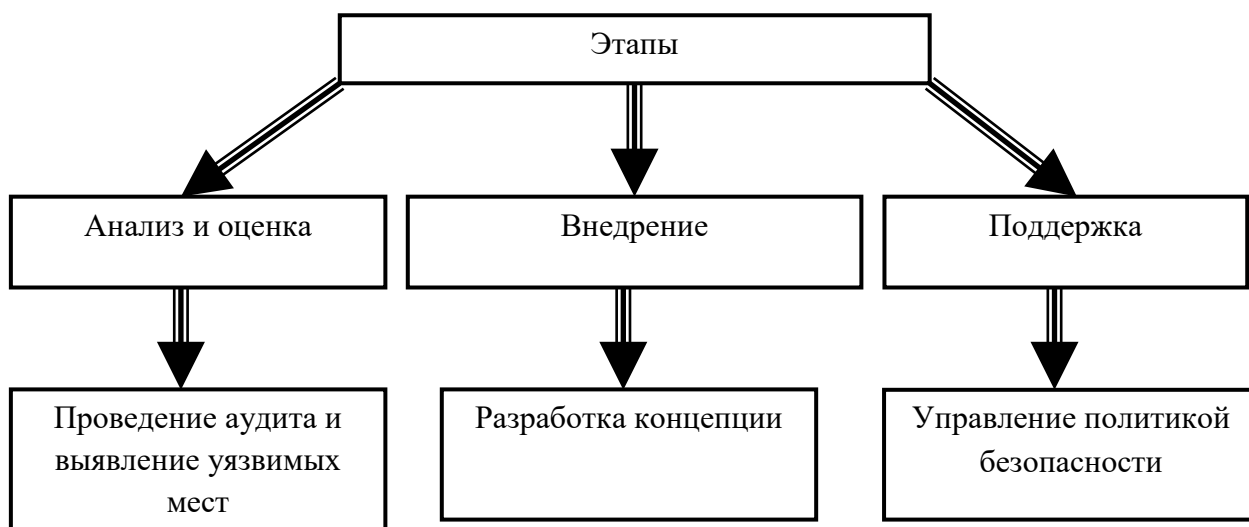 Этапы
Анализ и оценка
Внедрение
Поддержка
Проведение аудита и
выявление уязвимых
мест
Разработка концепции
Управление политикой
безопасности